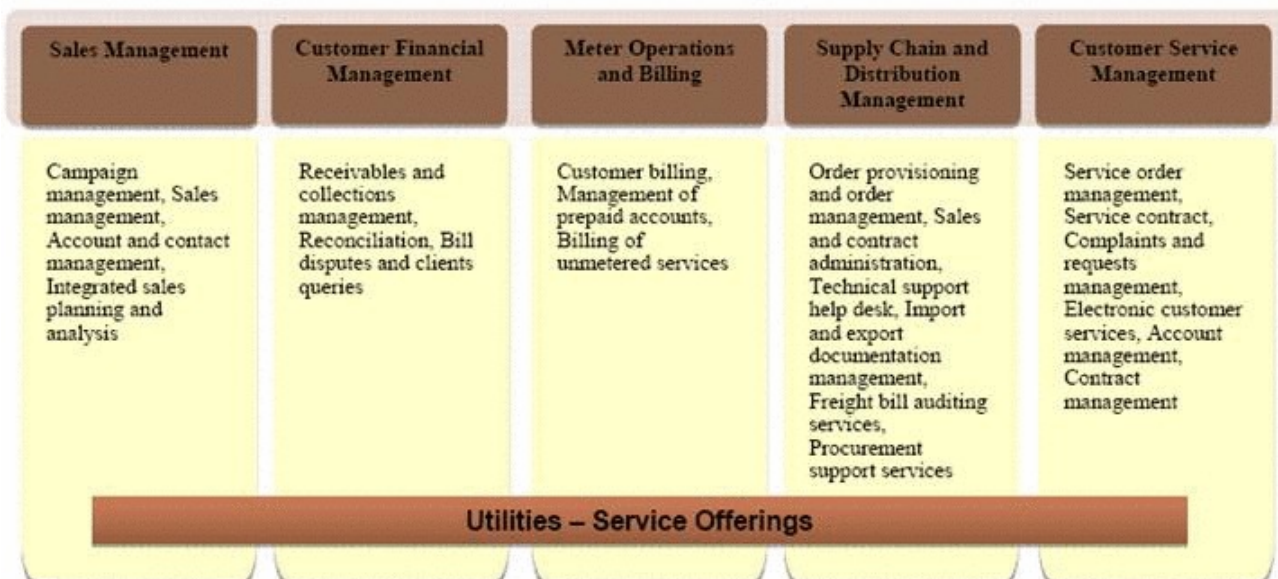 Sales Management
Customer Financial
Management
Meter Operations
and Billing
Supply Chain and
Distribution
Management
Customer Service
Management
Campaign
management, Sales
management,
Account and contact
management,
Integrated sales
planning and
analysis
Receivables and
collections
management,
Reconciliation, Bill
disputes and clients
queries
Customer billing,
Management of
prepaid accounts,
Billing of
unmetered services
Order provisioning
and order
management, Sales
and contract
administration,
Technical support
help desk, Import
and export
documentation
management,
Freight bill auditing
services,
Procurement
support services
Service order
management,
Service contract,
Complaints and
requests
management,
Electronic customer
services, Account
management,
Contract
management
Utilities – Service Offerings